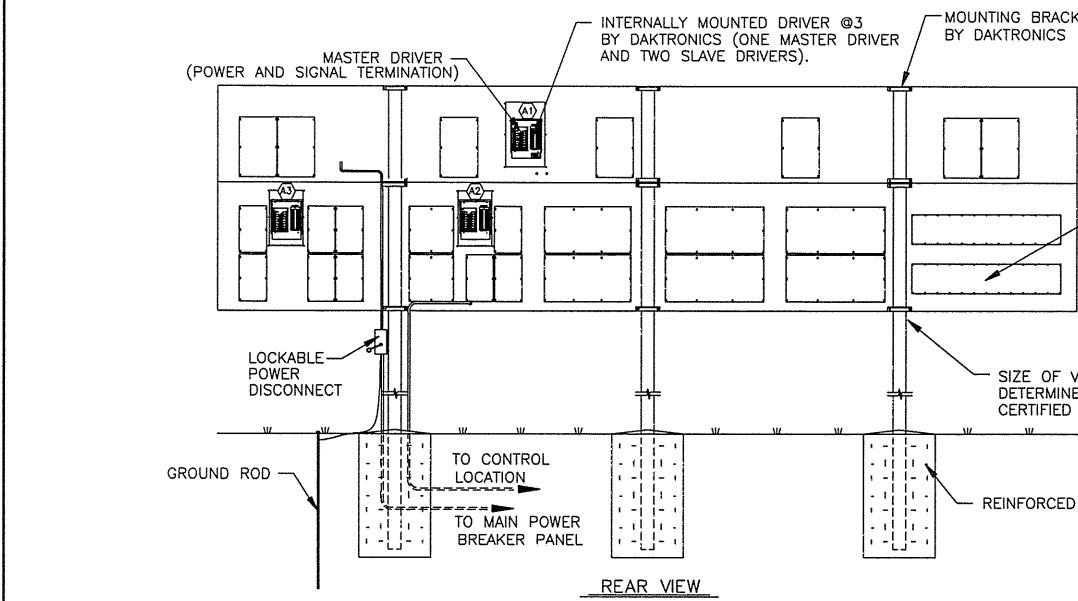 INTERNALLY MOUNTED DRIVER @3
BY DAKTRONICS (ONE MASTER DRIVER
AND TWO SLAVE DRIVERS).
MOUNTING BRACK
BY DAKTRONICS
MASTER DRIVER
(POWER AND SIGNAL TERMINATION)
A1
A3
A2
LOCKABLE
POWER
DISCONNECT
SIZE OF V
DETERMINE
CERTIFIED
GROUND ROD
TO CONTROL
LOCATION
TO MAIN POWER
BREAKER PANEL
REINFORCED
REAR VIEW